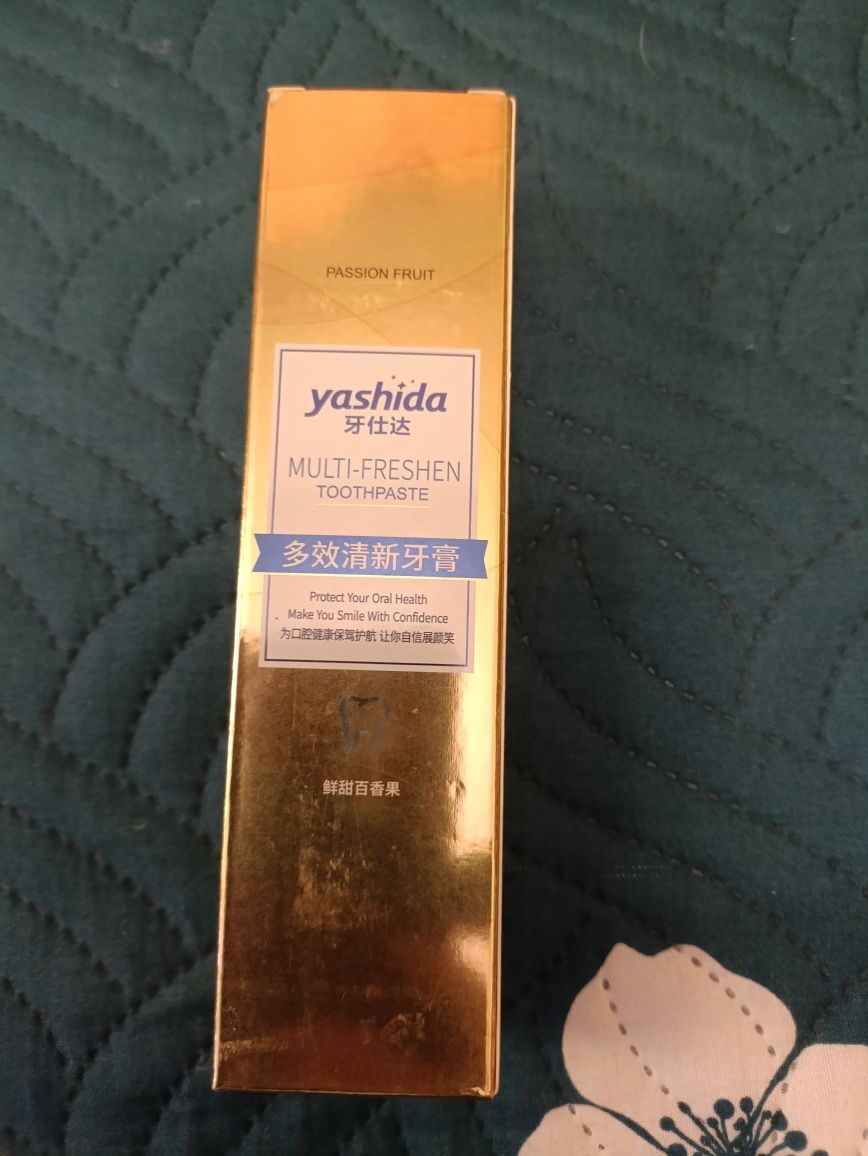 PASSION FRUIT
yashida
牙仕达
MULTI-FRESHEN
TOOTHPASTE
多效清新牙膏
Protect Your Oral Health
Make You Smile With Confidence
为口腔健康保驾护航 让你自信展颜笑
鲜甜百香果